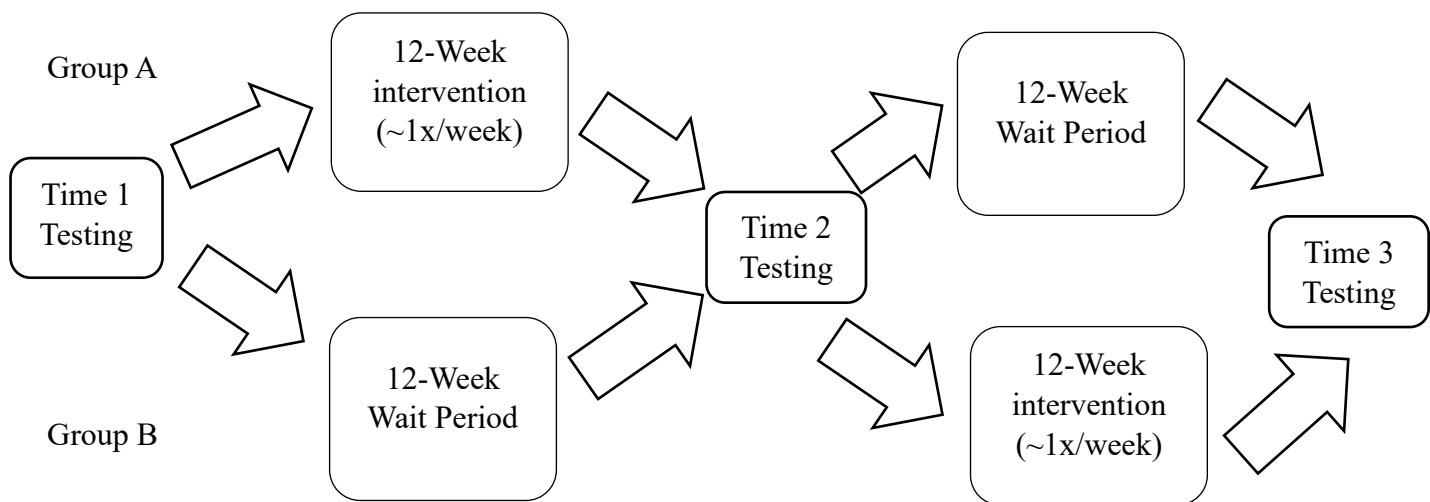 Group A
12-Week
intervention
(~1x/week)
12-Week
Wait Period
Time 1
Testing
Time 2
Testing
Time 3
Testing
12-Week
Wait Period
12-Week
intervention
(~1x/week)
Group B